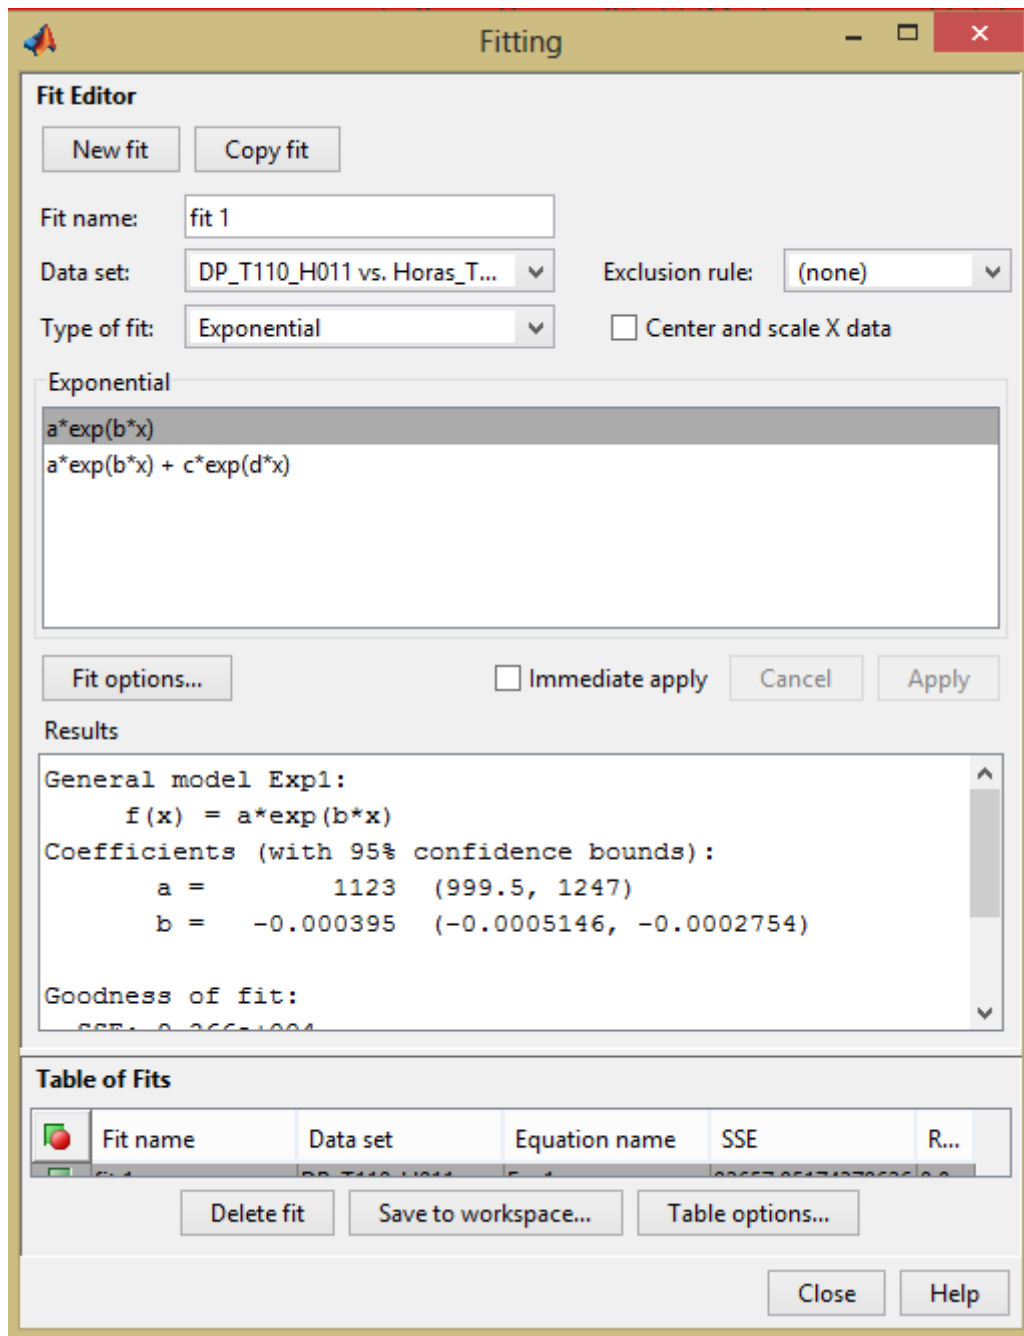 Fitting
Fit Editor
New fit Copy fit
Fit name: fit 1
Data set: DP_T110_H011 vs. Horas_T... Exclusion rule: (none)
Type of fit: Exponential Center and scale X data
Exponential
a*exp(b*x)
a*exp(b*x) + c*exp(d*x)
Fit options... Immediate apply Cancel Apply
Results
General model Exp1:
f(x) = a*exp(b*x)
Coefficients (with 95% confidence bounds):
a = 1123 (999.5, 1247)
b = -0.000395 (-0.0005146, -0.0002754)
Goodness of fit:
SSE:
Table of Fits
Fit name Data set Equation name SSE R...
Delete fit Save to workspace... Table options...
Close Help